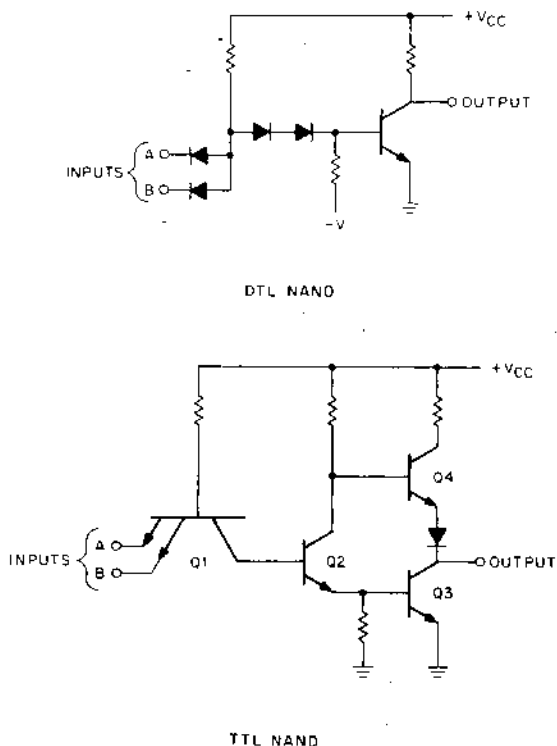 +VCC
OUTPUT
A
INPUTS
B
-V
DTL NAND
+VCC
Q4
A
INPUTS
B
Q1
Q2
OUTPUT
Q3
TTL NAND